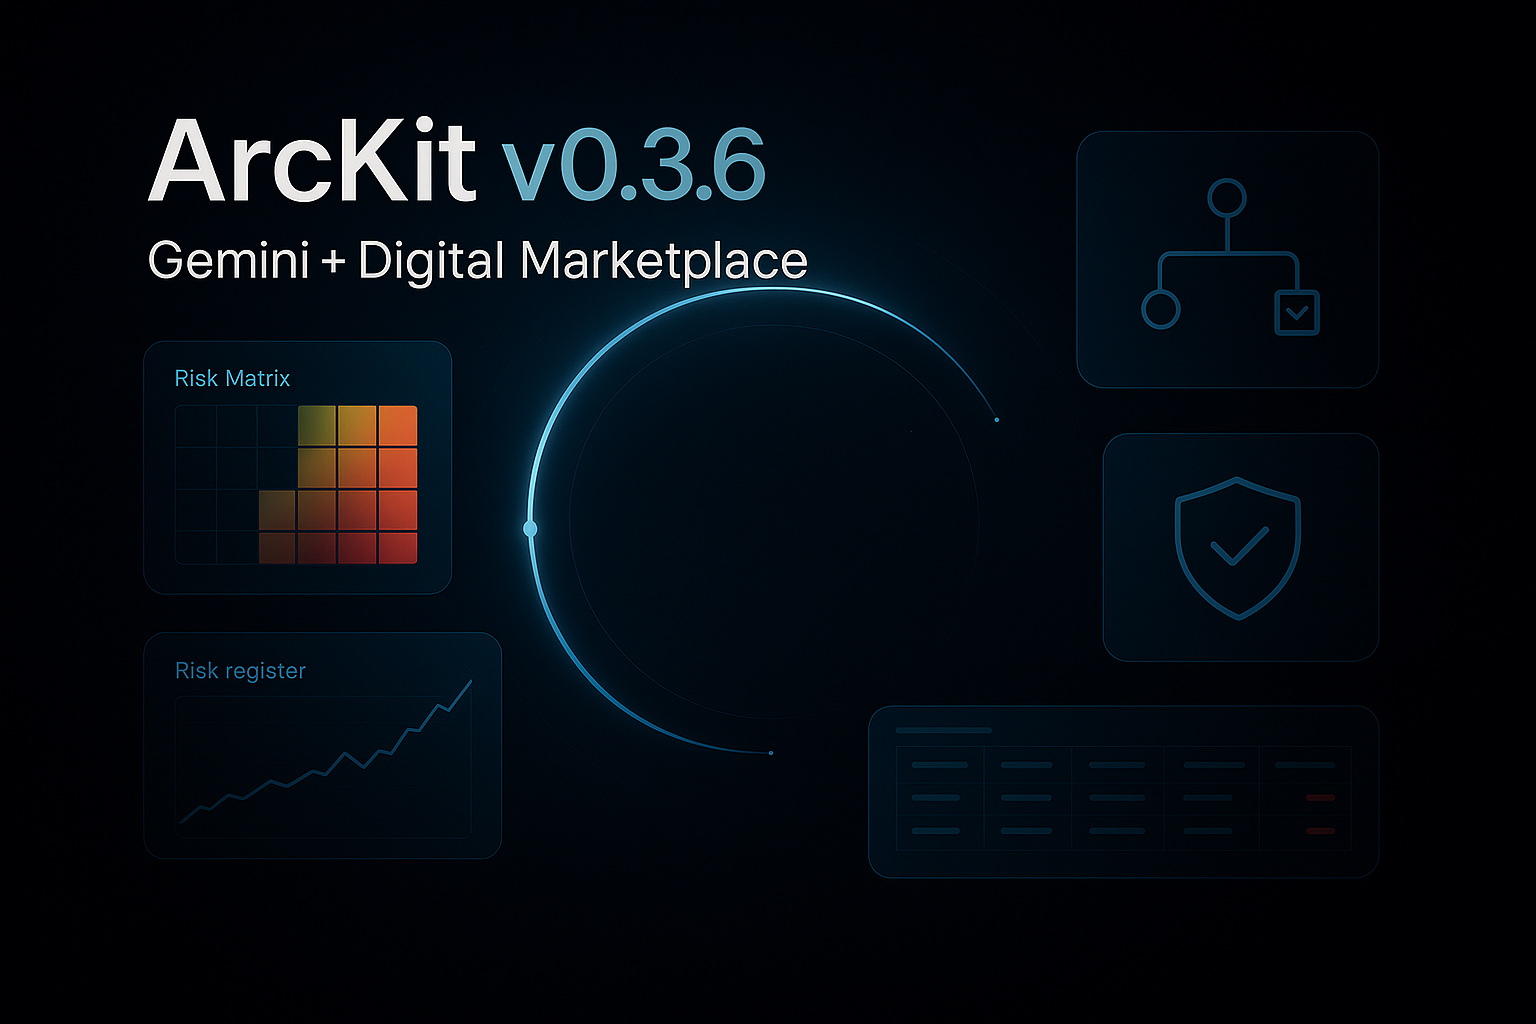 ArcKit v0.3.6
Gemini + Digital Marketplace
Risk Matrix
Risk register